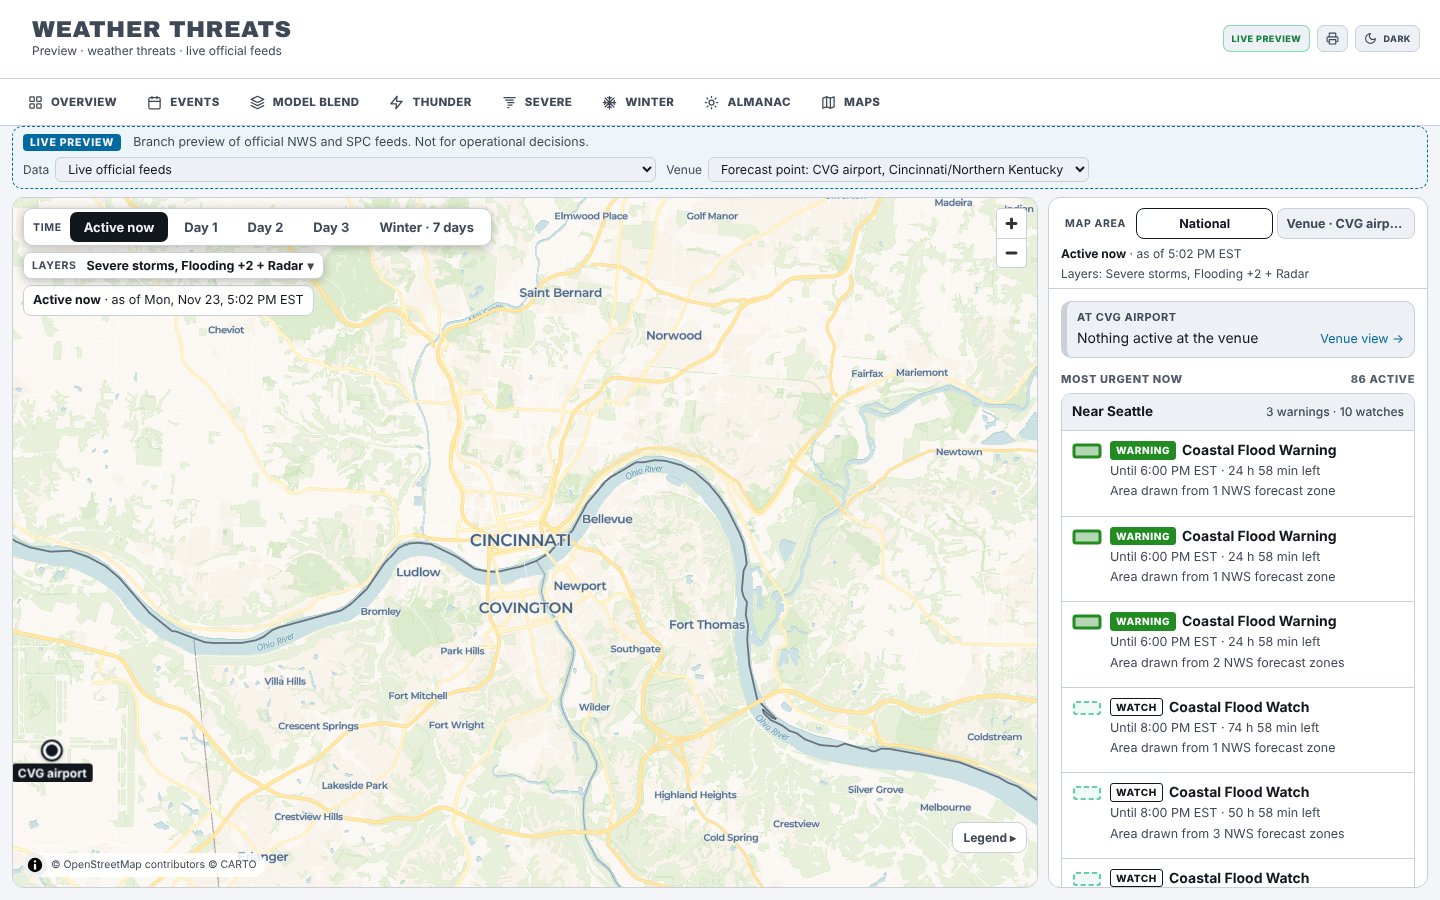 WEATHER THREATS
Preview · weather threats · live official feeds
LIVE PREVIEW
DARK
OVERVIEW
EVENTS
MODEL BLEND
THUNDER
SEVERE
WINTER
ALMANAC
MAPS
LIVE PREVIEW Branch preview of official NWS and SPC feeds. Not for operational decisions.
Data Live official feeds
Venue Forecast point: CVG airport, Cincinnati/Northern Kentucky
TIME Active now Day 1 Day 2 Day 3 Winter · 7 days
LAYERS Severe storms, Flooding +2 + Radar ▾
Active now · as of Mon, Nov 23, 5:02 PM EST
+
−
Elmwood Place
Golf Manor
Madeira
Indian
Saint Bernard
Mill Creek
Cheviot
Norwood
Fairfax
Mariemont
Newtown
Ohio River
Bellevue
CINCINNATI
Ludlow
Newport
Bromley
COVINGTON
Fort Thomas
Ohio River
Park Hills
Southgate
Villa Hills
Fort Mitchell
Wilder
Crescent Springs
Fort Wright
Ohio River
Coldstream
CVG airport
Lakeside Park
Highland Heights
Silver Grove
Melbourne
Crestview Hills
Crestview
Cold Spring
Legend ▸
© OpenStreetMap contributors © CARTO
MAP AREA National Venue · CVG airp...
Active now · as of 5:02 PM EST
Layers: Severe storms, Flooding +2 + Radar
AT CVG AIRPORT
Nothing active at the venue Venue view →
MOST URGENT NOW 86 ACTIVE
Near Seattle 3 warnings · 10 watches
WARNING Coastal Flood Warning
Until 6:00 PM EST · 24 h 58 min left
Area drawn from 1 NWS forecast zone
WARNING Coastal Flood Warning
Until 6:00 PM EST · 24 h 58 min left
Area drawn from 1 NWS forecast zone
WARNING Coastal Flood Warning
Until 6:00 PM EST · 24 h 58 min left
Area drawn from 2 NWS forecast zones
WATCH Coastal Flood Watch
Until 8:00 PM EST · 74 h 58 min left
Area drawn from 1 NWS forecast zone
WATCH Coastal Flood Watch
Until 8:00 PM EST · 50 h 58 min left
Area drawn from 3 NWS forecast zones
WATCH Coastal Flood Watch